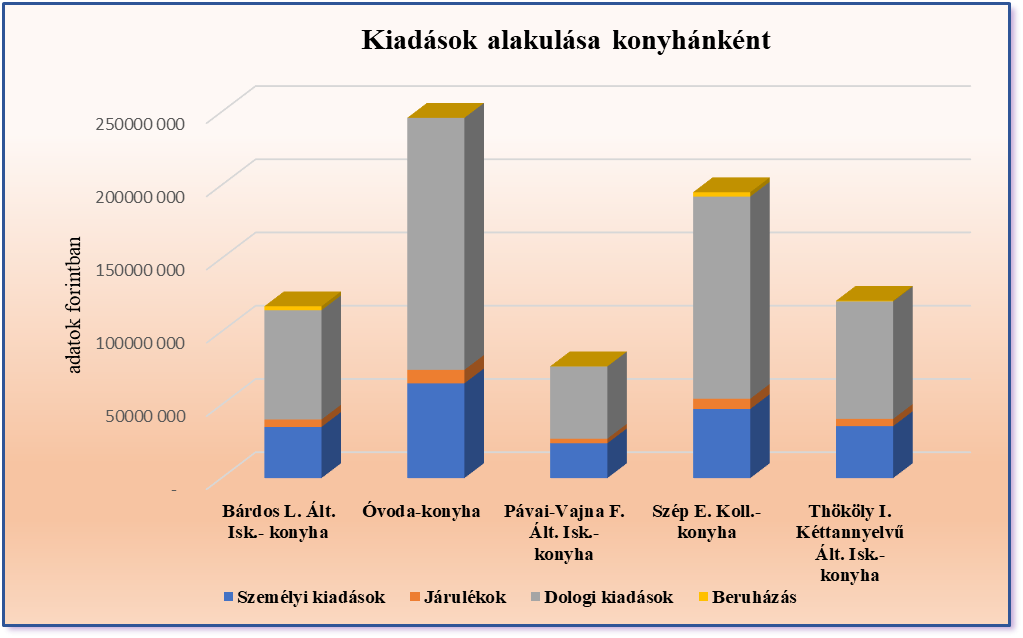 Kiadások alakulása konyhánként
adatok forintban
250000 000
200000 000
150000 000
100000 000
50000 000
-
Bárdos L. Ált.
Isk.- konyha
Óvoda-konyha
Pávai-Vajna F.
Ált. Isk.-
konyha
Szép E. Koll.-
konyha
Thököly I.
Kéttannyelvű
Ált. Isk.-
konyha
Személyi kiadások
Járulékok
Dologi kiadások
Beruházás